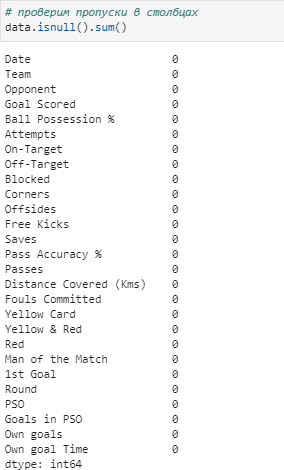 # проверим пропуски в столбцах
data.isnull().sum()
Date 0
Team 0
Opponent 0
Goal Scored 0
Ball Possession % 0
Attempts 0
On-Target 0
Off-Target 0
Blocked 0
Corners 0
Offsides 0
Free Kicks 0
Saves 0
Pass Accuracy % 0
Passes 0
Distance Covered (Kms) 0
Fouls Committed 0
Yellow Card 0
Yellow & Red 0
Red 0
Man of the Match 0
1st Goal 0
Round 0
PSO 0
Goals in PSO 0
Own goals 0
Own goal Time 0
dtype: int64